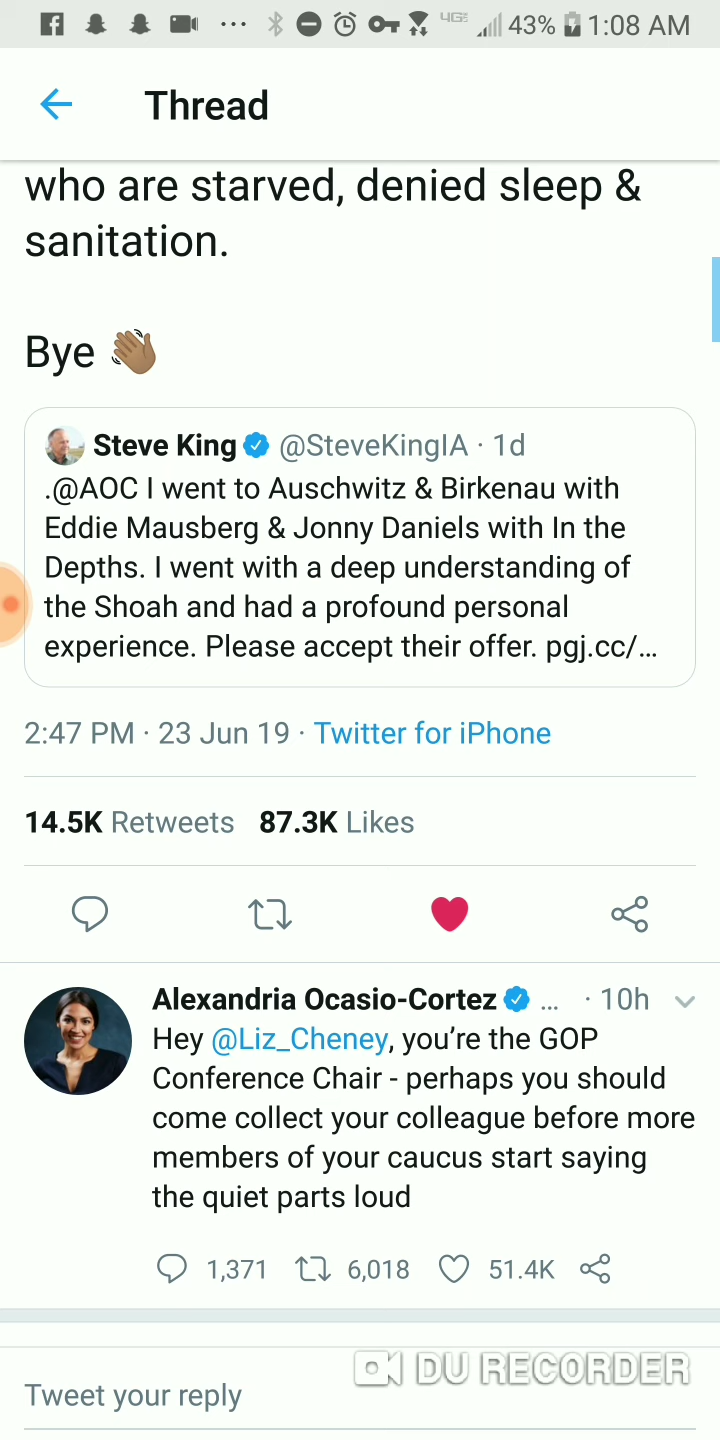 43% 1:08 AM
Thread
who are starved, denied sleep &
sanitation.
Bye 👋🏽
Steve King @SteveKingIA · 1d
.@AOC I went to Auschwitz & Birkenau with
Eddie Mausberg & Jonny Daniels with In the
Depths. I went with a deep understanding of
the Shoah and had a profound personal
experience. Please accept their offer. pgj.cc/…
2:47 PM · 23 Jun 19 · Twitter for iPhone
14.5K Retweets 87.3K Likes
Alexandria Ocasio-Cortez ... · 10h
Hey @Liz_Cheney, you’re the GOP
Conference Chair - perhaps you should
come collect your colleague before more
members of your caucus start saying
the quiet parts loud
1,371 6,018 51.4K
DU RECORDER
Tweet your reply